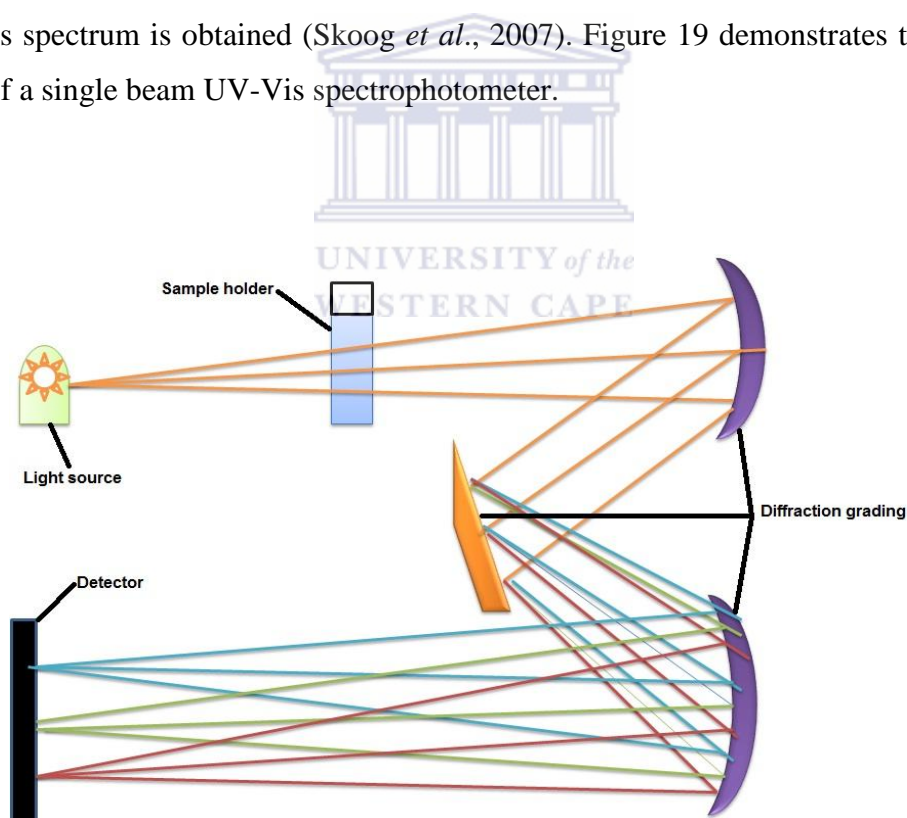 s spectrum is obtained (Skoog et al., 2007). Figure 19 demonstrates t
f a single beam UV-Vis spectrophotometer.
UNIVERSITY of the
WESTERN CAPE
Sample holder
Light source
Diffraction grading
Detector